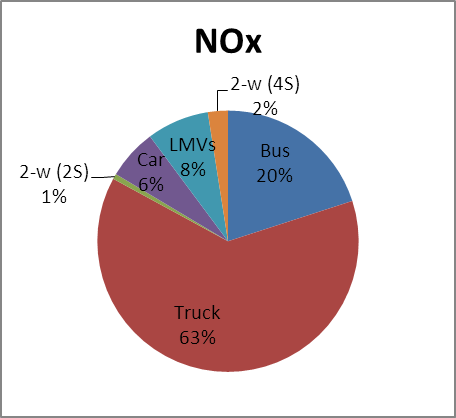 NOx
2-w (4S)
2%
Bus
20%
LMVs
8%
Car
6%
2-w (2S)
1%
Truck
63%